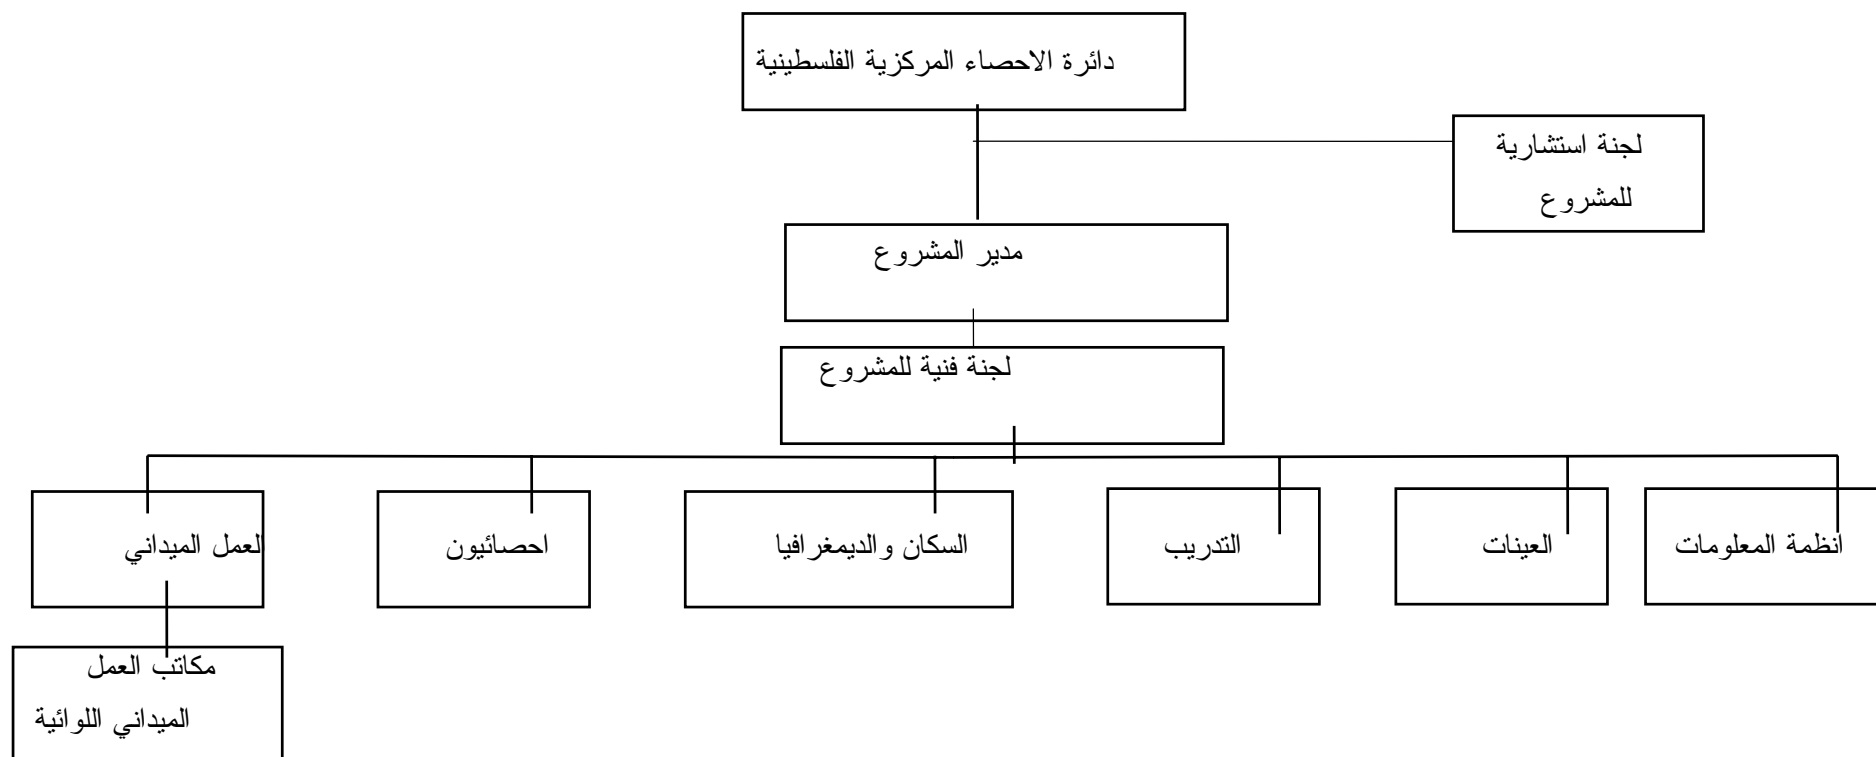 دائرة الاحصاء المركزية الفلسطينية
لجنة استشارية
للمشروع
مدير المشروع
لجنة فنية للمشروع
انظمة المعلومات
العينات
التدريب
السكان والديمغرافيا
احصائيون
العمل الميداني
مكاتب العمل
الميداني اللوائية